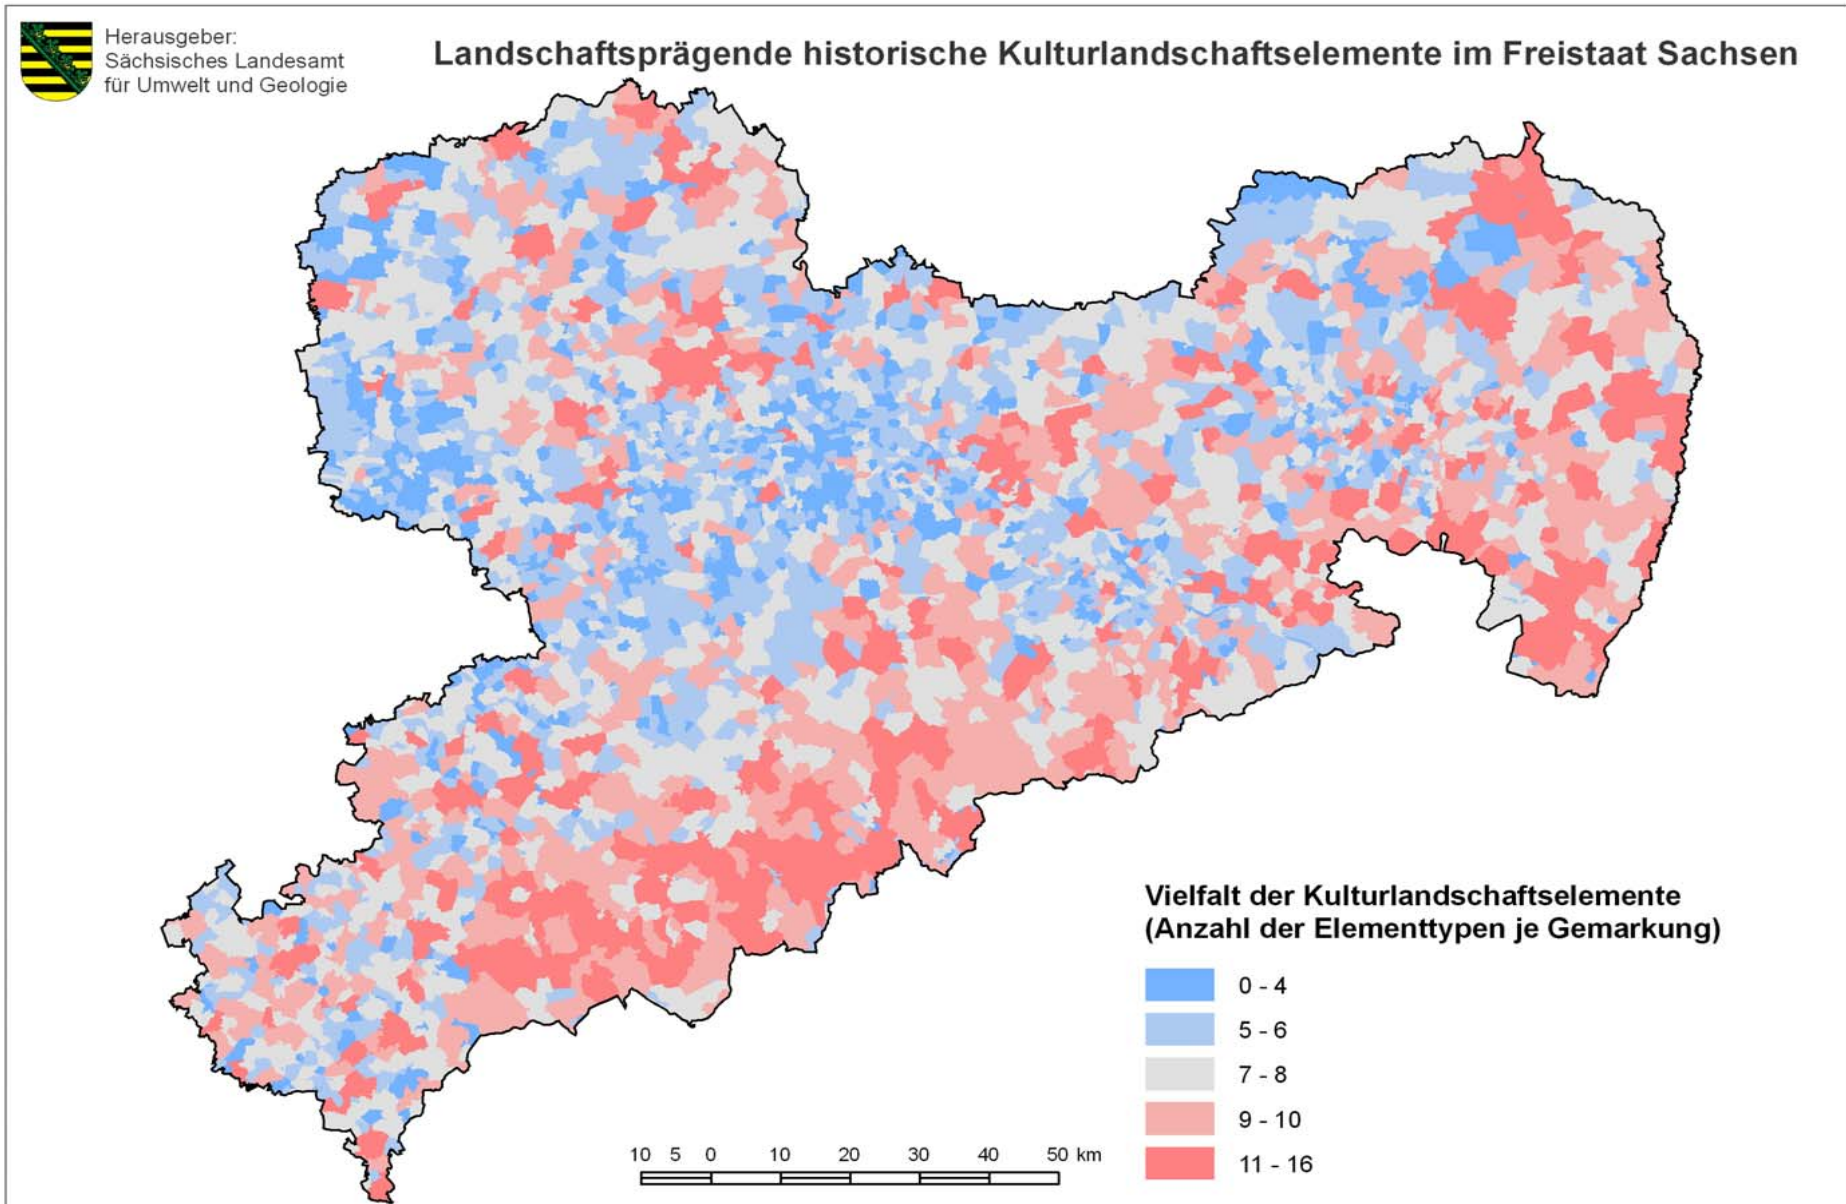 Herausgeber:
Sächsisches Landesamt
für Umwelt und Geologie
Landschaftsprägende historische Kulturlandschaftselemente im Freistaat Sachsen
Vielfalt der Kulturlandschaftselemente
(Anzahl der Elementtypen je Gemarkung)
0 - 4
5 - 6
7 - 8
9 - 10
11 - 16
10 5 0 10 20 30 40 50 km